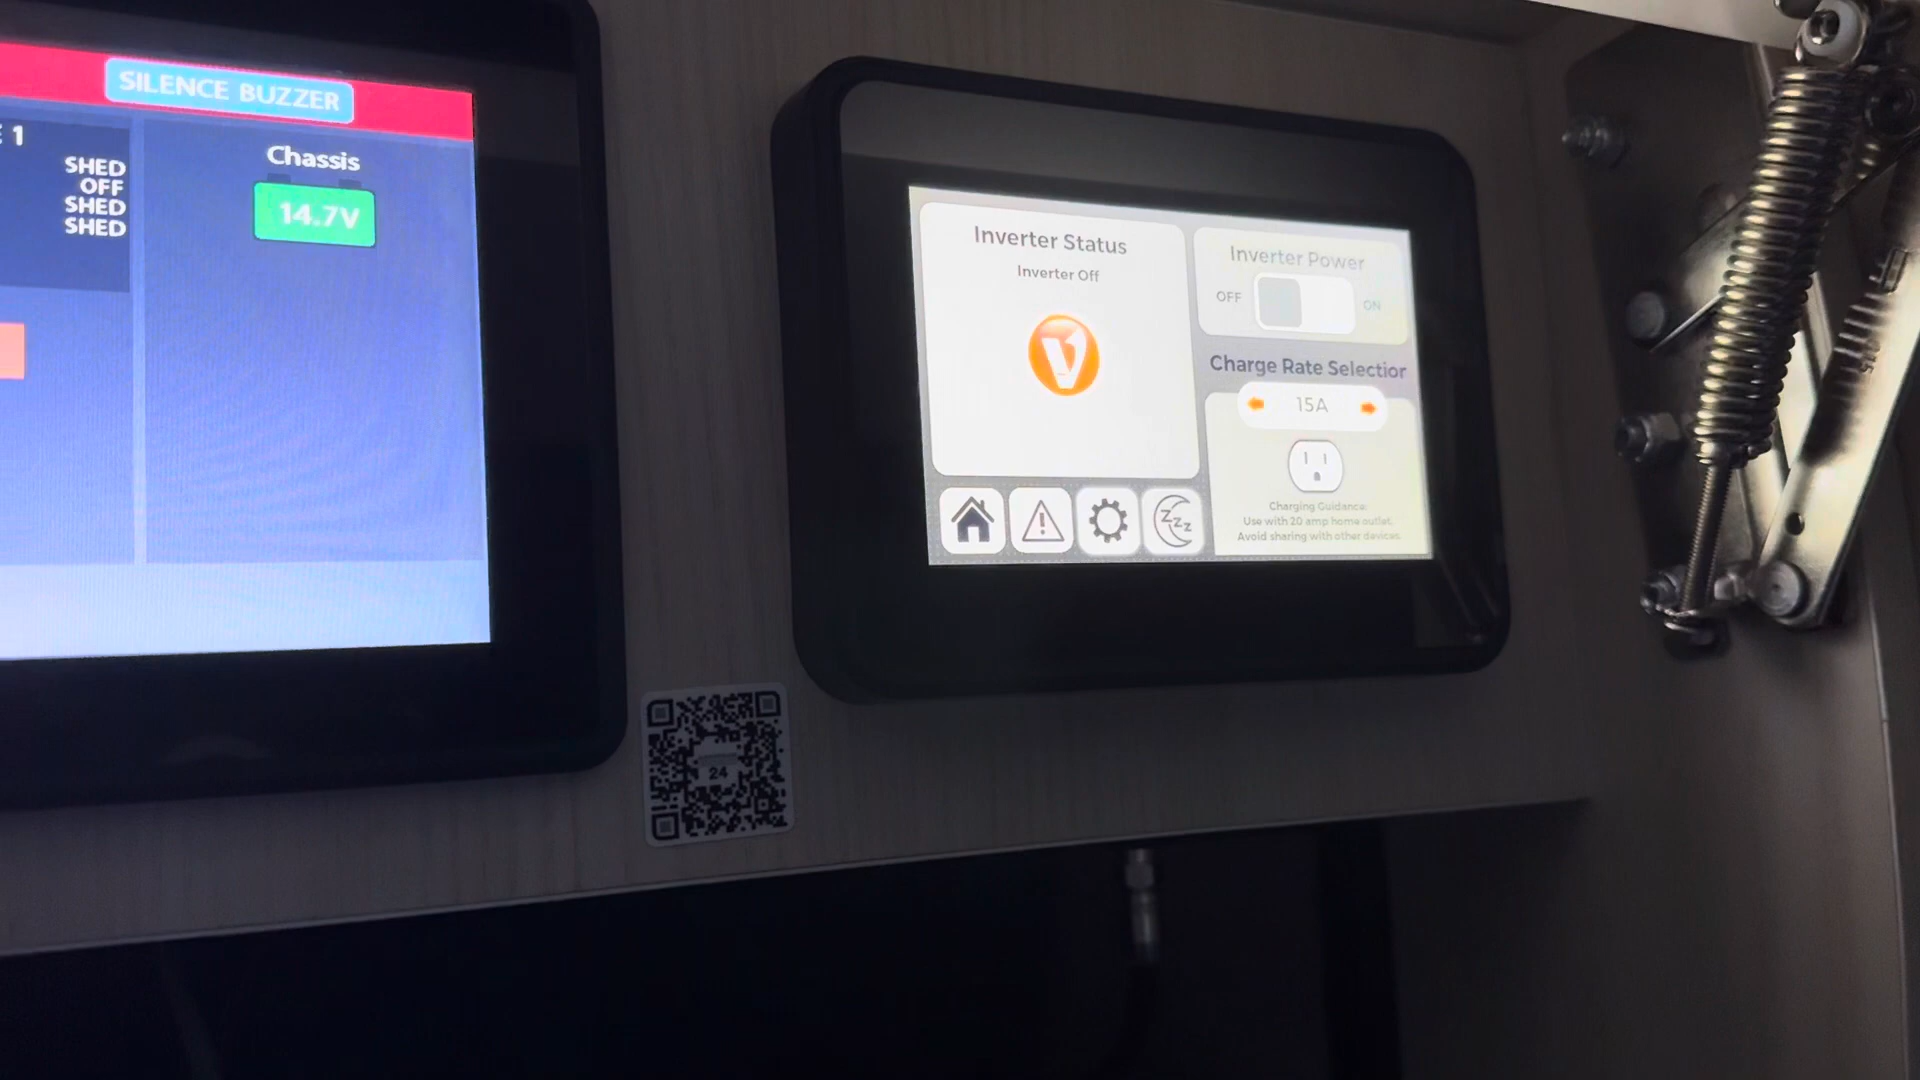 SILENCE BUZZER
1
SHED
OFF
SHED
SHED
Chassis
14.7V
Inverter Status
Inverter Off
Inverter Power
OFF
ON
Charge Rate Selection
15A
Charging Guidance:
Use with 20 amp home outlet.
Avoid sharing with other devices.
ZZZ
24